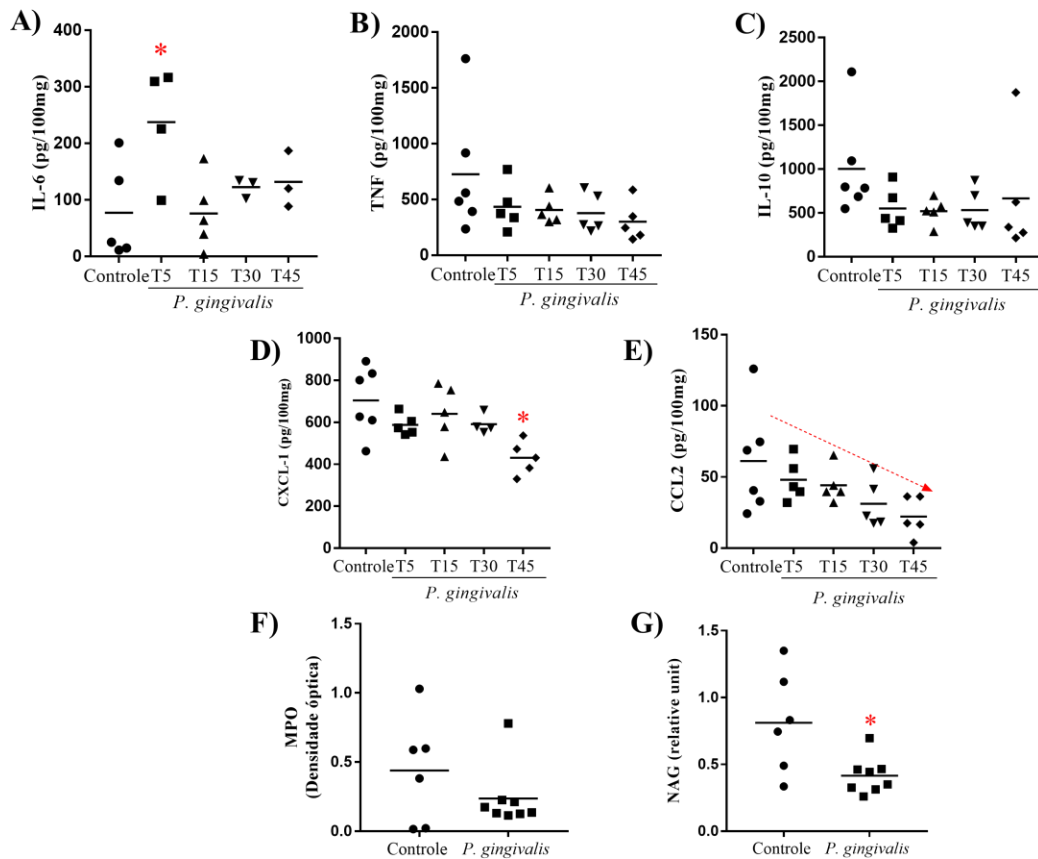 A)
IL-6 (pg/100mg)
400
300
200
100
0
*
Controle T5 T15 T30 T45
P. gingivalis
B)
TNF (pg/100mg)
2000
1500
1000
500
0
Controle T5 T15 T30 T45
P. gingivalis
C)
IL-10 (pg/100mg)
2500
2000
1500
1000
500
0
Controle T5 T15 T30 T45
P. gingivalis
D)
CXCL-1 (pg/100mg)
1000
800
600
400
200
0
*
Controle T5 T15 T30 T45
P. gingivalis
E)
CCL2 (pg/100mg)
150
100
50
0
Controle T5 T15 T30 T45
P. gingivalis
F)
MPO
(Densidade óptica)
1.5
1.0
0.5
0.0
Controle P. gingivalis
G)
NAG (relative unit)
1.5
1.0
0.5
0.0
*
Controle P. gingivalis